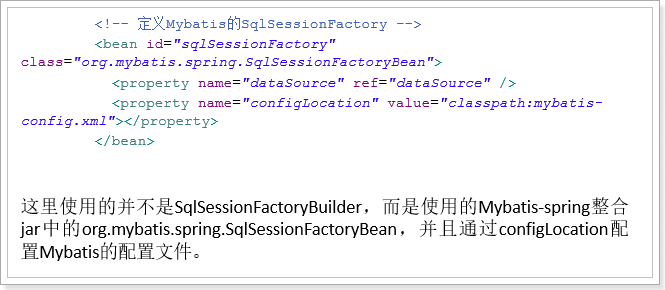 <!-- 定义Mybatis的SqlSessionFactory -->
<bean id="sqlSessionFactory"
class="org.mybatis.spring.SqlSessionFactoryBean">
<property name="dataSource" ref="dataSource" />
<property name="configLocation" value="classpath:mybatis-
config.xml"></property>
</bean>
这里使用的并不是SqlSessionFactoryBuilder，而是使用的Mybatis-spring整合
jar中的org.mybatis.spring.SqlSessionFactoryBean，并且通过configLocation配
置Mybatis的配置文件。